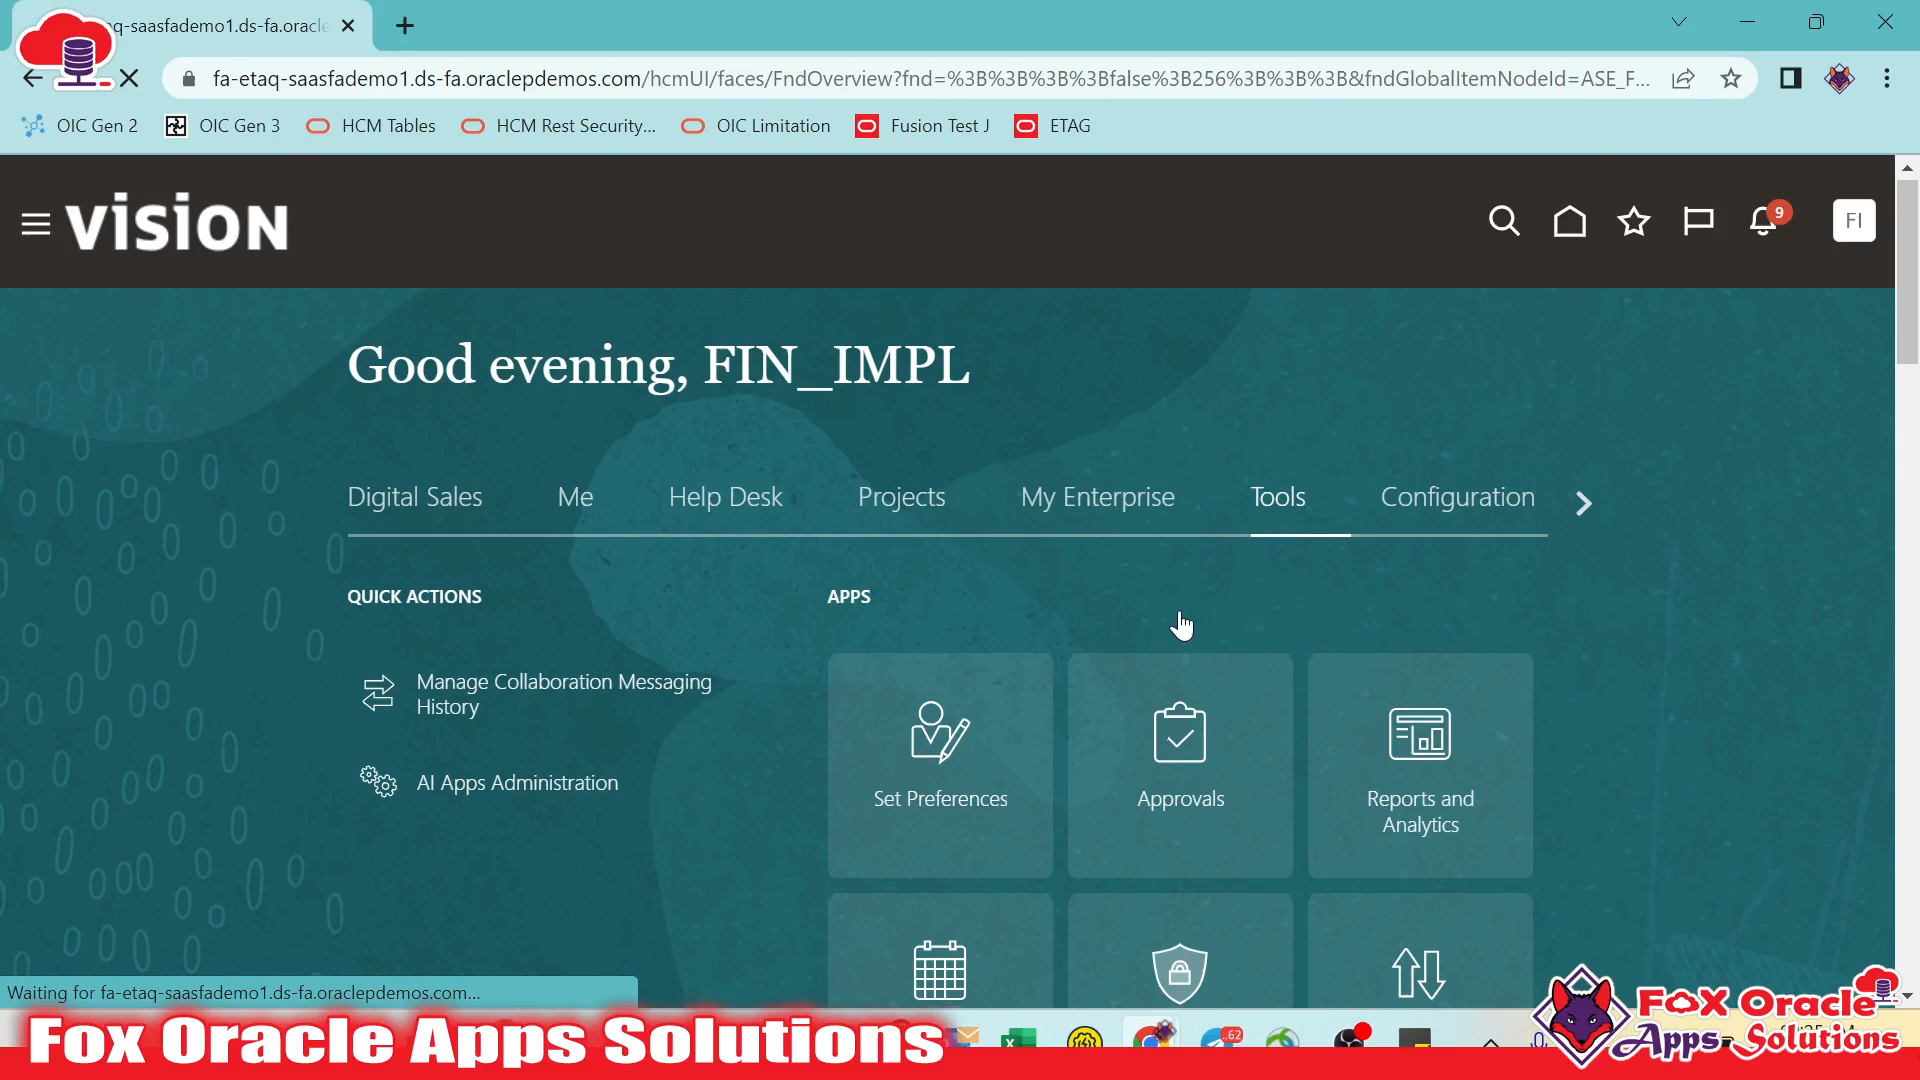 q-saasfademo1.ds-fa.oracle
fa-etaq-saasfademo1.ds-fa.oraclepdemos.com/hcmUI/faces/FndOverview?fnd=%3B%3B%3B%3Bfalse%3B256%3B%3B%3B&fndGlobalItemNodeId=ASE_F...
OIC Gen 2
OIC Gen 3
HCM Tables
HCM Rest Security...
OIC Limitation
Fusion Test J
ETAG
vision
9
FI
Good evening, FIN_IMPL
Digital Sales
Me
Help Desk
Projects
My Enterprise
Tools
Configuration
QUICK ACTIONS
APPS
Manage Collaboration Messaging
History
AI Apps Administration
Set Preferences
Approvals
Reports and
Analytics
Waiting for fa-etaq-saasfademo1.ds-fa.oraclepdemos.com...
Fox Oracle Apps Solutions
62
Fox Oracle
Apps Solutions